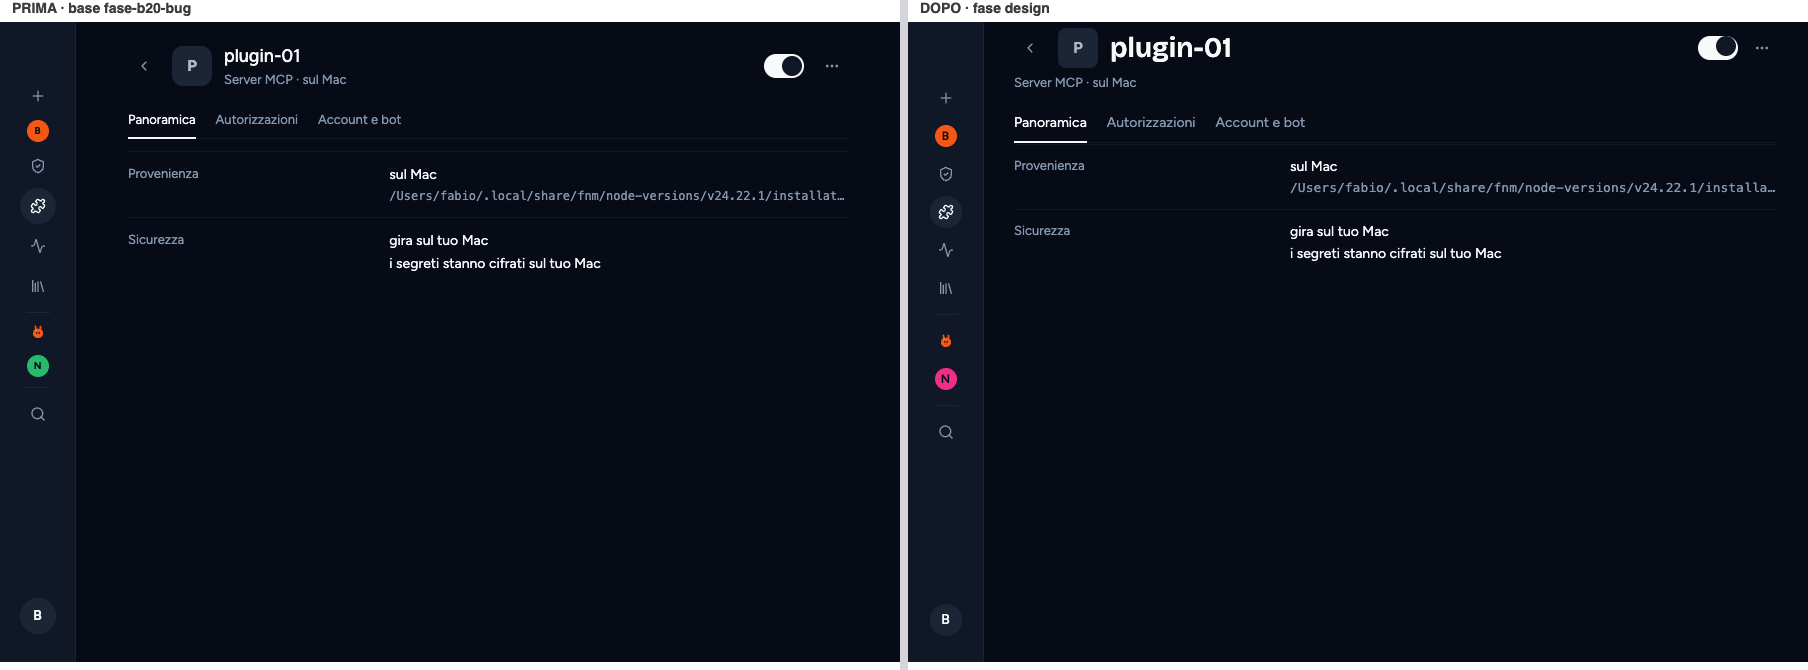 PRIMA · base fase-b20-bug
P
plugin-01
Server MCP · sul Mac
Panoramica
Autorizzazioni
Account e bot
B
Provenienza
sul Mac
/Users/fabio/.local/share/fnm/node-versions/v24.22.1/installat…
Sicurezza
gira sul tuo Mac
i segreti stanno cifrati sul tuo Mac
N
B
DOPO · fase design
P
plugin-01
Server MCP · sul Mac
Panoramica
Autorizzazioni
Account e bot
B
Provenienza
sul Mac
/Users/fabio/.local/share/fnm/node-versions/v24.22.1/installa…
Sicurezza
gira sul tuo Mac
i segreti stanno cifrati sul tuo Mac
N
B